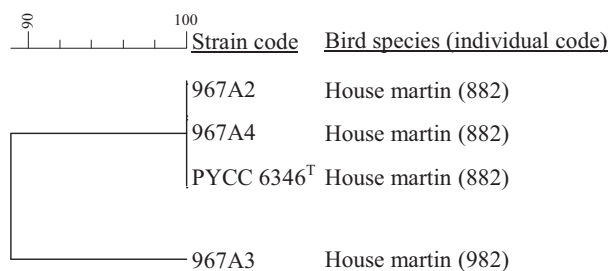 90 100
Strain code Bird species (individual code)
967A2 House martin (882)
967A4 House martin (882)
PYCC 6346ᵀ House martin (882)
967A3 House martin (982)